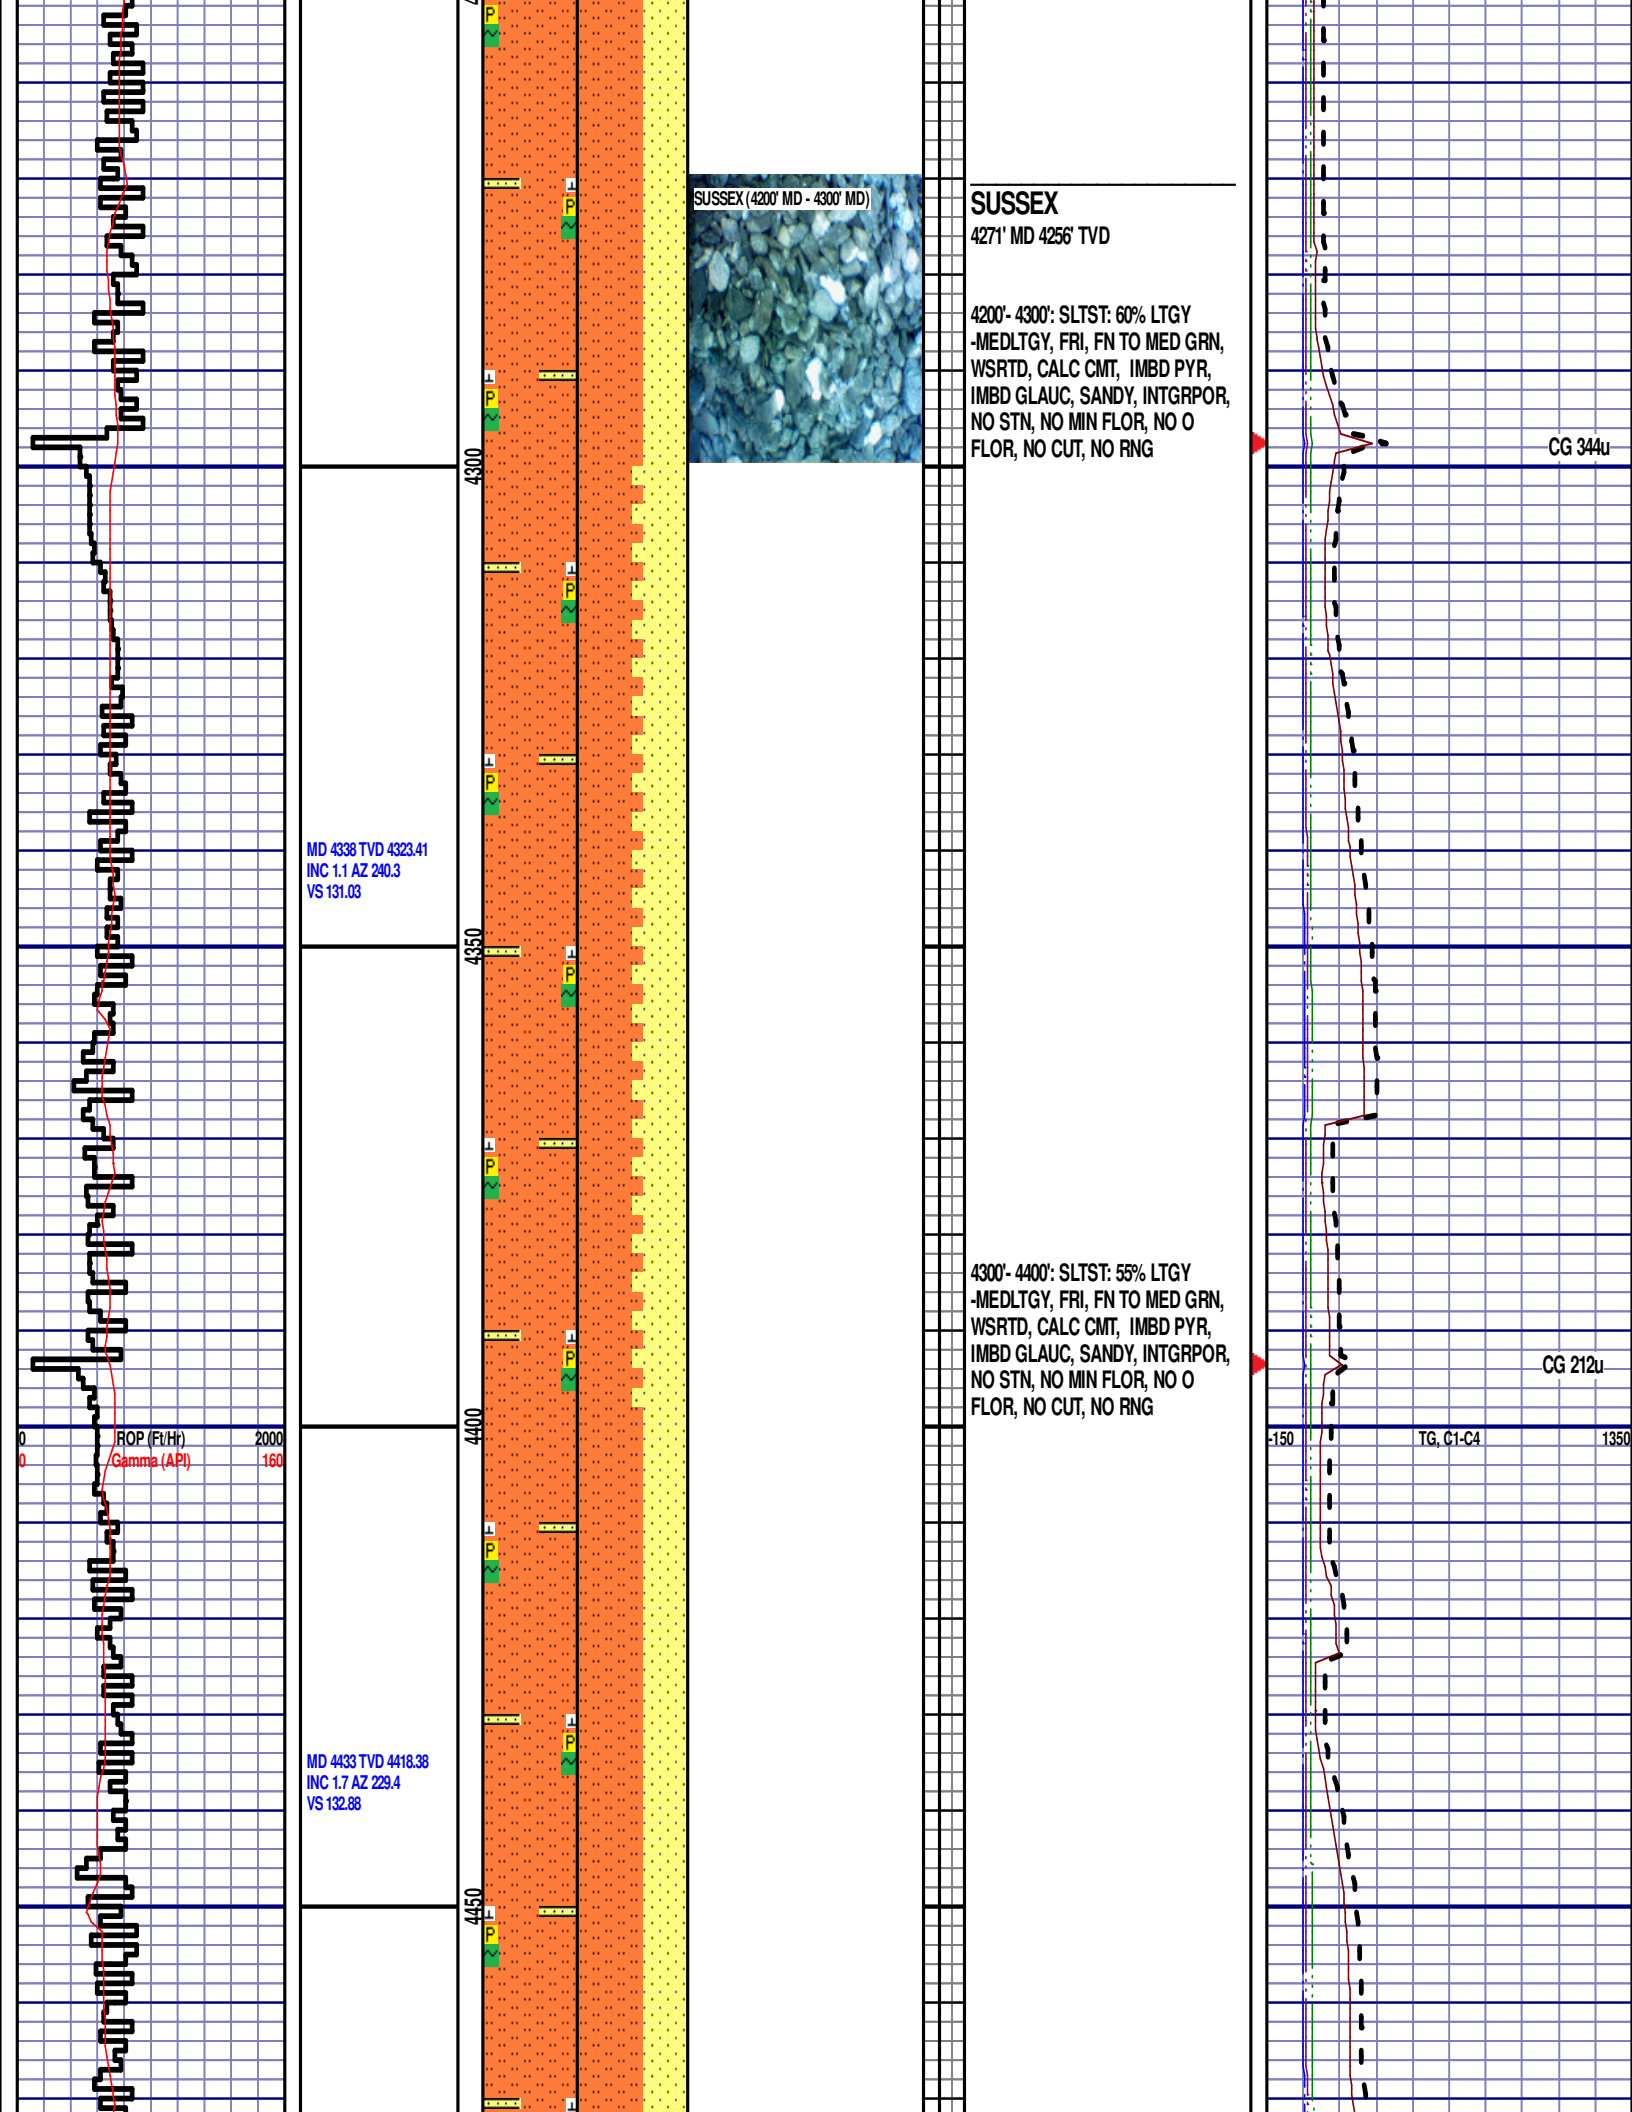 SUSSEX (4200' MD - 4300' MD)
SUSSEX
4271' MD 4256' TVD
4200'- 4300': SLTST: 60% LTGY
-MEDLTGY, FRI, FN TO MED GRN,
WSRTD, CALC CMT, IMBD PYR,
IMBD GLAUC, SANDY, INTGRPOR,
NO STN, NO MIN FLOR, NO O
FLOR, NO CUT, NO RNG
CG 344u
4300
MD 4338 TVD 4323.41
INC 1.1 AZ 240.3
VS 131.03
4350
4300'- 4400': SLTST: 55% LTGY
-MEDLTGY, FRI, FN TO MED GRN,
WSRTD, CALC CMT, IMBD PYR,
IMBD GLAUC, SANDY, INTGRPOR,
NO STN, NO MIN FLOR, NO O
FLOR, NO CUT, NO RNG
CG 212u
4400
0 ROP (Ft/Hr) 2000
0 Gamma (API) 160
-150 TG, C1-C4 1350
MD 4433 TVD 4418.38
INC 1.7 AZ 229.4
VS 132.88
4450
P
P
P
P
P
P
P
P
P
P
P